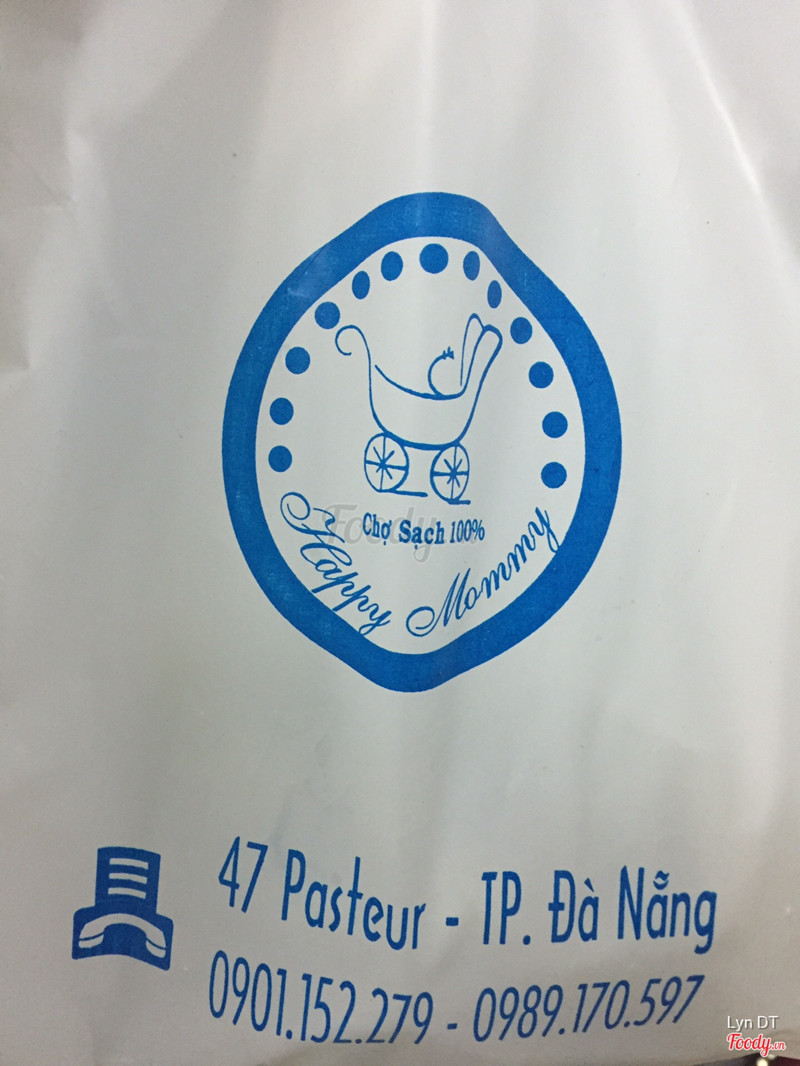 Chợ Sạch 100%
Happy Mommy
47 Pasteur - TP. Đà Nẵng
0901.152.279 - 0989.170.597
Lyn DT
Foody.vn
Foody